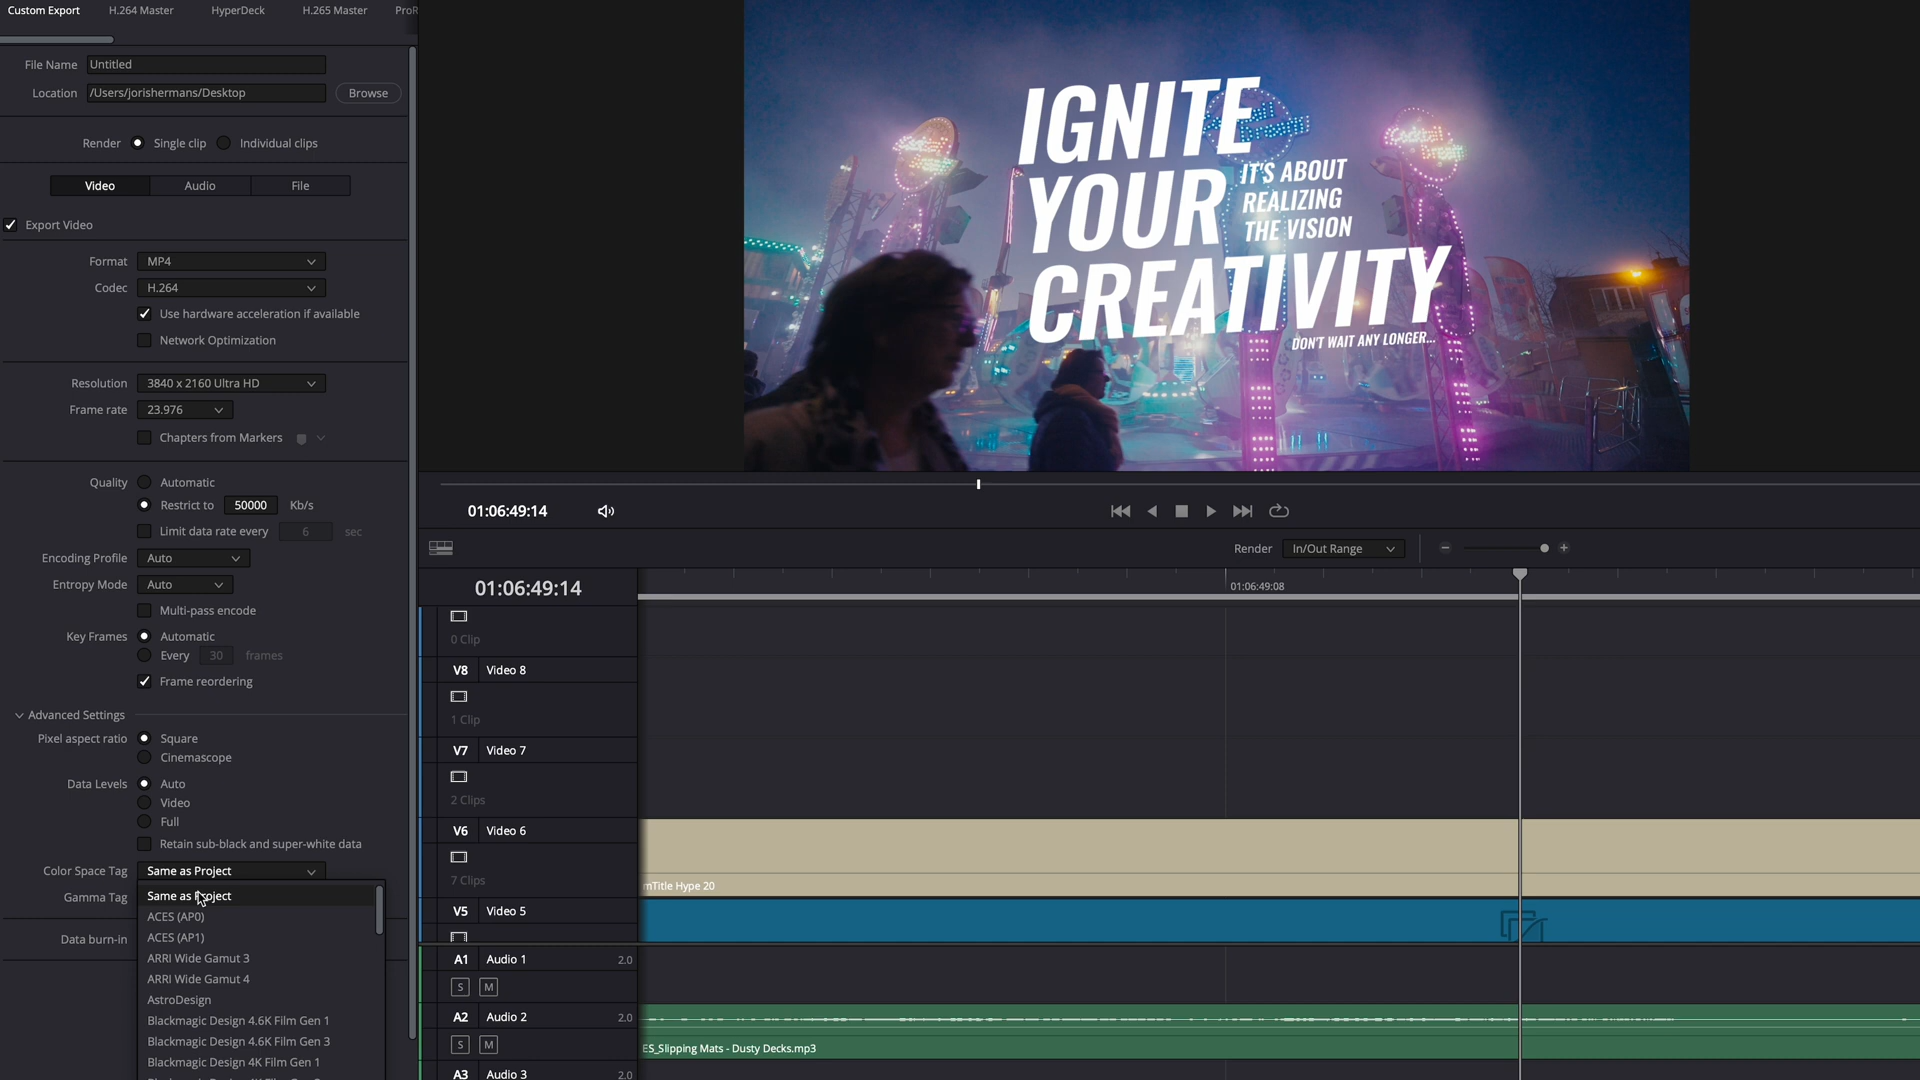 Custom Export
H.264 Master
HyperDeck
H.265 Master
ProR
File Name
Untitled
Location
/Users/jorishermans/Desktop
Browse
Render
Single clip
Individual clips
Video
Audio
File
Export Video
Format
MP4
Codec
H.264
Use hardware acceleration if available
Network Optimization
Resolution
3840 x 2160 Ultra HD
Frame rate
23.976
Chapters from Markers
Quality
Automatic
Restrict to
50000
Kb/s
Limit data rate every
6
sec
Encoding Profile
Auto
Entropy Mode
Auto
Multi-pass encode
Key Frames
Automatic
Every
30
frames
Frame reordering
Advanced Settings
Pixel aspect ratio
Square
Cinemascope
Data Levels
Auto
Video
Full
Retain sub-black and super-white data
Color Space Tag
Same as Project
Gamma Tag
Same as Project
ACES (AP0)
ACES (AP1)
Data burn-in
ARRI Wide Gamut 3
ARRI Wide Gamut 4
AstroDesign
Blackmagic Design 4.6K Film Gen 1
Blackmagic Design 4.6K Film Gen 3
Blackmagic Design 4K Film Gen 1
IGNITE
YOUR
IT'S ABOUT
REALIZING
THE VISION
CREATIVITY
DON'T WAIT ANY LONGER...
01:06:49:14
Render
In/Out Range
01:06:49:14
01:06:49:08
0 Clip
V8
Video 8
1 Clip
V7
Video 7
2 Clips
V6
Video 6
7 Clips
mTitle Hype 20
V5
Video 5
A1
Audio 1
2.0
S
M
A2
Audio 2
2.0
S
M
ES_Slipping Mats - Dusty Decks.mp3
A3
Audio 3
2.0